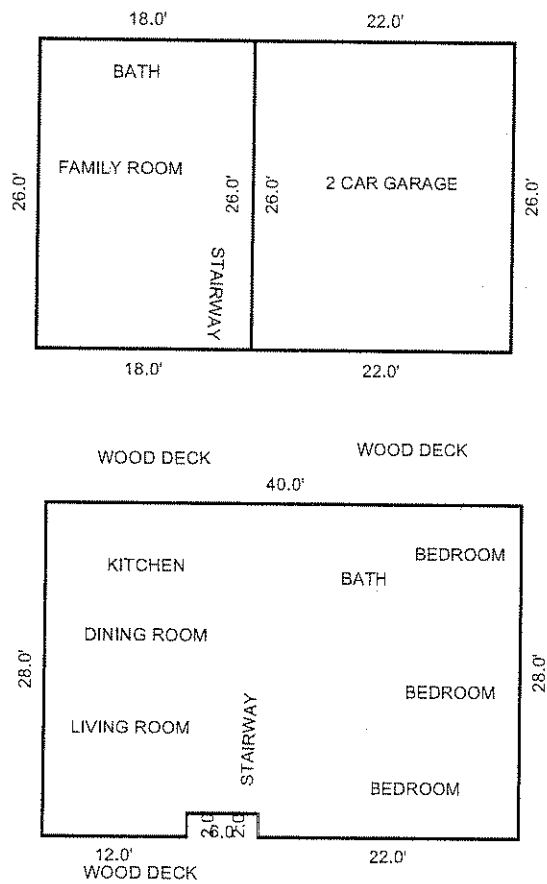 18.0' 22.0'
BATH
FAMILY ROOM 2 CAR GARAGE
26.0' 26.0' 26.0' 26.0'
STAIRWAY
18.0' 22.0'
WOOD DECK WOOD DECK
40.0'
KITCHEN BEDROOM
BATH
DINING ROOM
28.0' 28.0'
BEDROOM
LIVING ROOM STAIRWAY
BEDROOM
2.0' 6.0' 2.0'
12.0' 22.0'
WOOD DECK